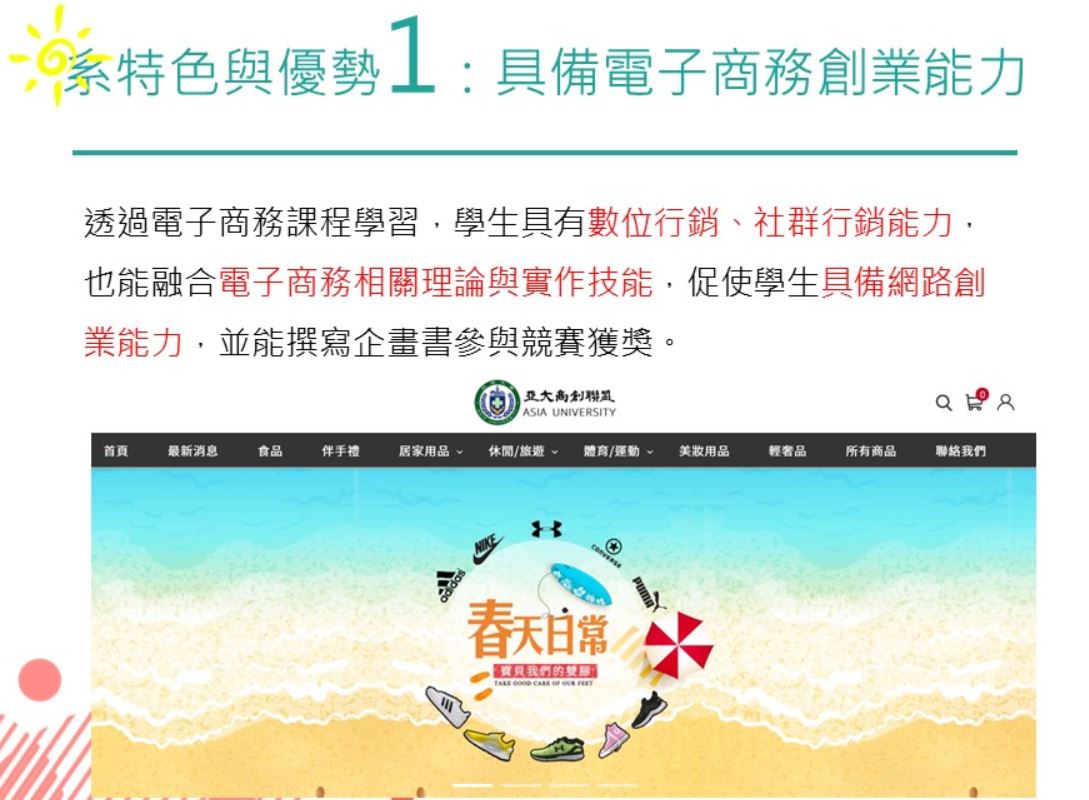 系特色與優勢1：具備電子商務創業能力
透過電子商務課程學習，學生具有數位行銷、社群行銷能力，
也能融合電子商務相關理論與實作技能，促使學生具備網路創
業能力，並能撰寫企畫書參與競賽獲獎。
亞大商創聯盟
ASIA UNIVERSITY
0
首頁 最新消息 食品 伴手禮 居家用品 休閒/旅遊 體育/運動 美妝用品 輕奢品 所有商品 聯絡我們
adidas NIKE CONVERSE PUMA
春天日常
寶貝我們的雙腳
TAKE GOOD CARE OF OUR FEET